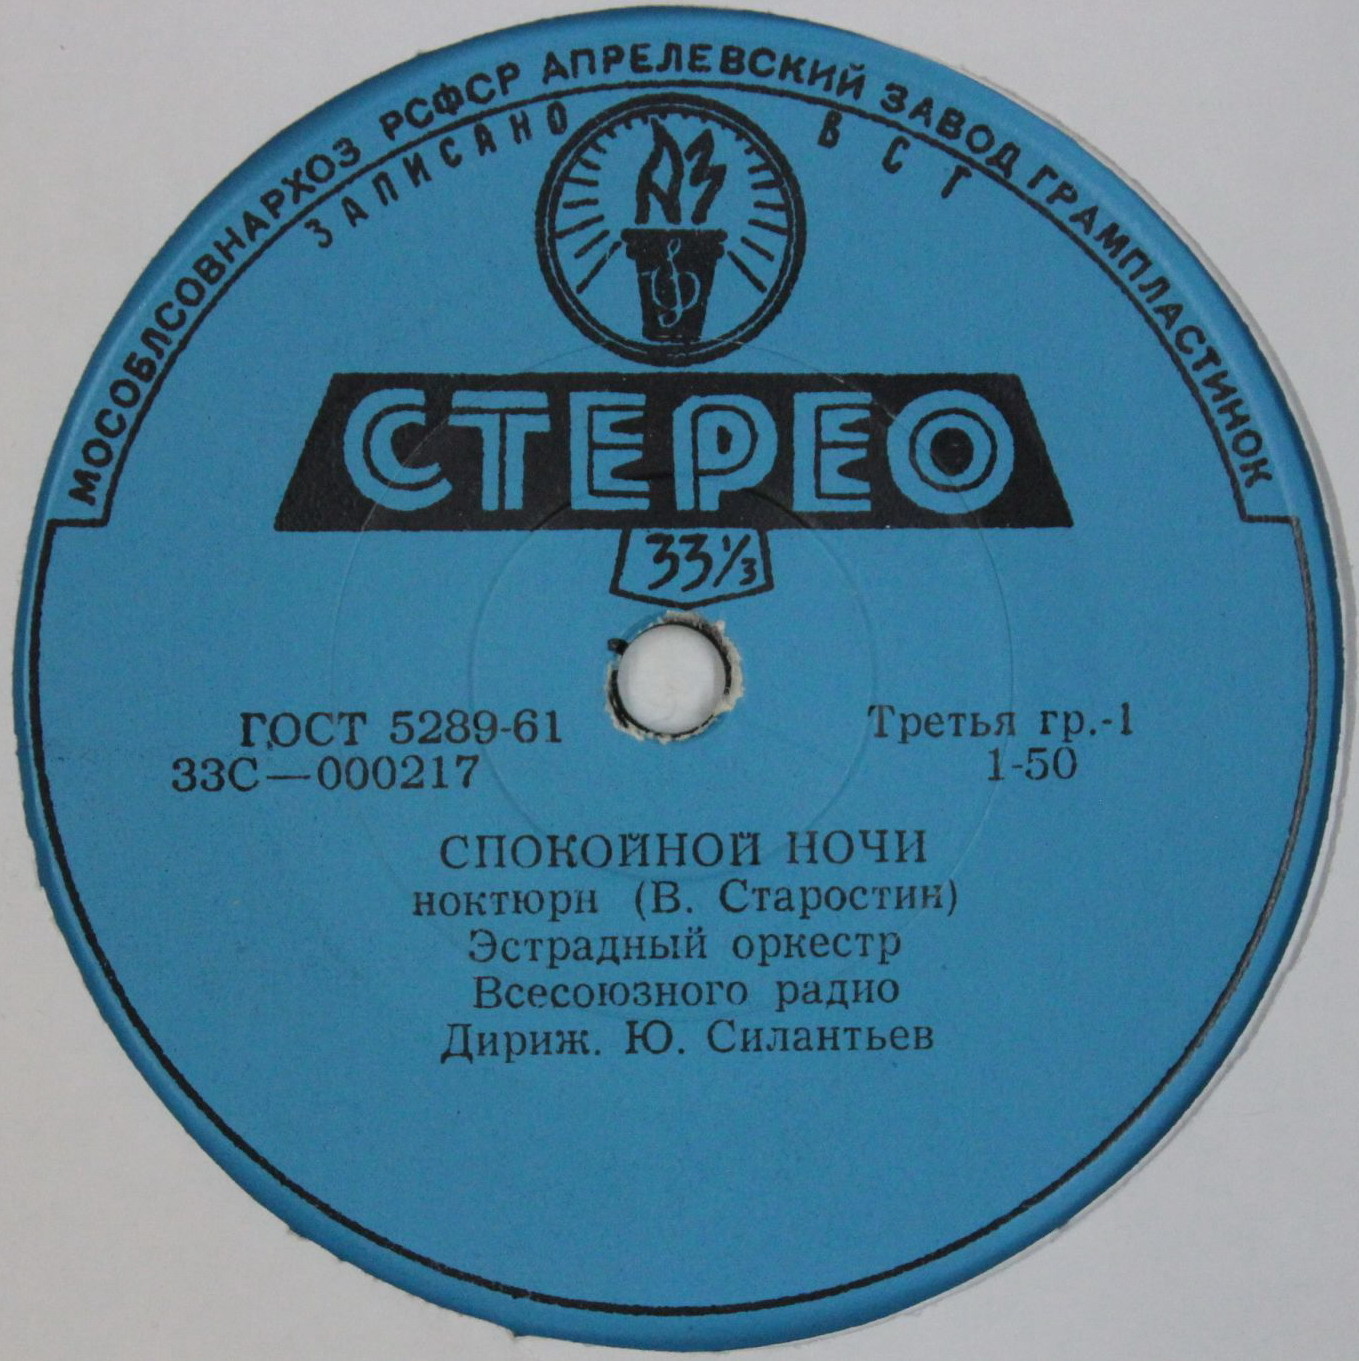 МОСОБЛСОВНАРХОЗ РСФСР АПРЕЛЕВСКИЙ ЗАВОД ГРАМПЛАСТИНОК
ЗАПИСАНО В СТ
АЗ
СТЕРЕО
33⅓
ГОСТ 5289-61
33С—000217
Третья гр.-1
1-50
СПОКОЙНОЙ НОЧИ
ноктюрн (В. Старостин)
Эстрадный оркестр
Всесоюзного радио
Дириж. Ю. Силантьев